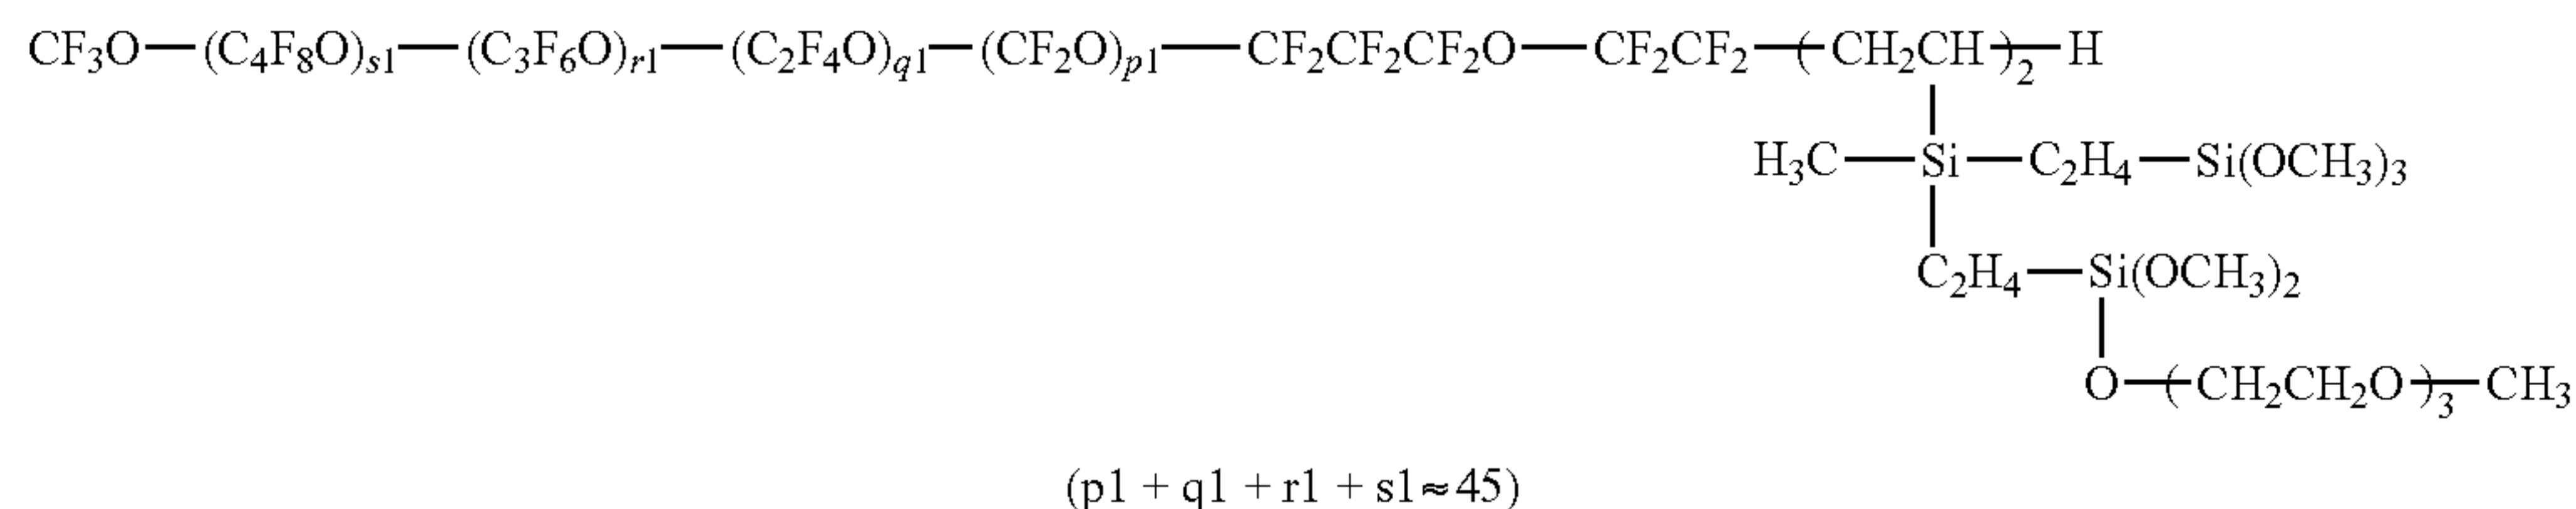 CF₃O—(C₄F₈O)ₛ₁—(C₃F₆O)ᵣ₁—(C₂F₄O)q₁—(CF₂O)ₚ₁—CF₂CF₂CF₂O—CF₂CF₂—(CH₂CH)₂—H
H₃C—Si—C₂H₄—Si(OCH₃)₃
C₂H₄—Si(OCH₃)₂
O—(CH₂CH₂O)₃—CH₃
(p1 + q1 + r1 + s1≈45)